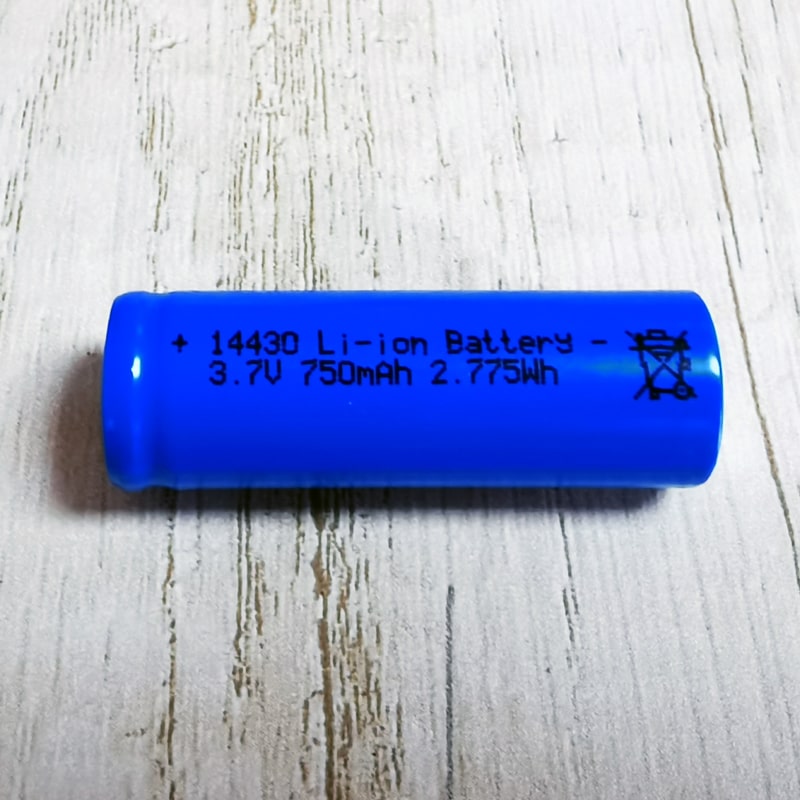 + 14430 Li-ion Battery -
3.7V 750mAh 2.775Wh